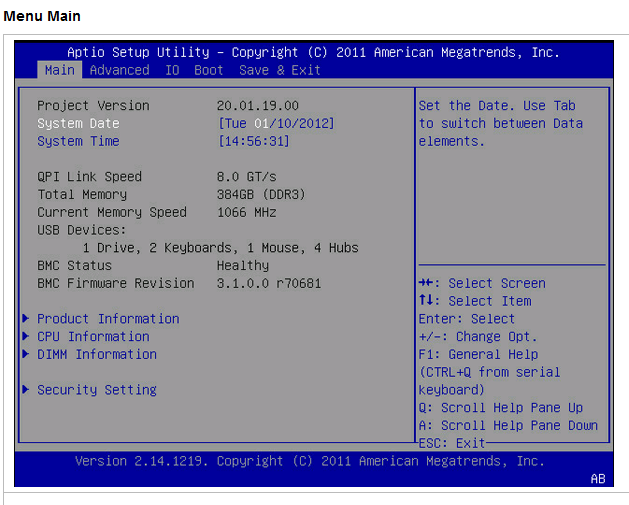 Menu Main
Aptio Setup Utility – Copyright (C) 2011 American Megatrends, Inc.
Main Advanced IO Boot Save & Exit
Project Version 20.01.19.00
System Date [Tue 01/10/2012]
System Time [14:56:31]
QPI Link Speed 8.0 GT/s
Total Memory 384GB (DDR3)
Current Memory Speed 1066 MHz
USB Devices:
1 Drive, 2 Keyboards, 1 Mouse, 4 Hubs
BMC Status Healthy
BMC Firmware Revision 3.1.0.0 r70681
Product Information
CPU Information
DIMM Information
Security Setting
Set the Date. Use Tab
to switch between Data
elements.
→←: Select Screen
↑↓: Select Item
Enter: Select
+/-: Change Opt.
F1: General Help
(CTRL+Q from serial
keyboard)
Q: Scroll Help Pane Up
A: Scroll Help Pane Down
ESC: Exit
Version 2.14.1219. Copyright (C) 2011 American Megatrends, Inc.
AB